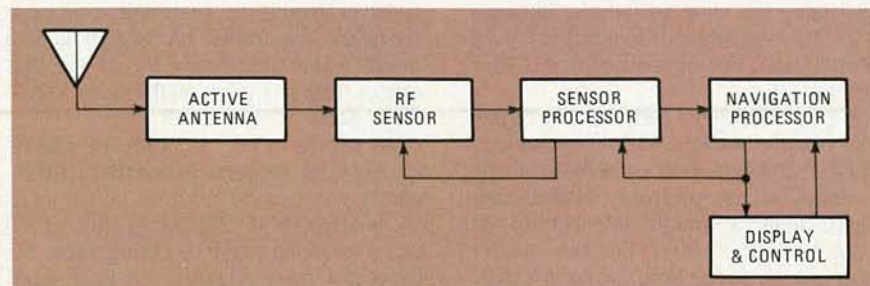 ACTIVE
ANTENNA
RF
SENSOR
SENSOR
PROCESSOR
NAVIGATION
PROCESSOR
DISPLAY
& CONTROL